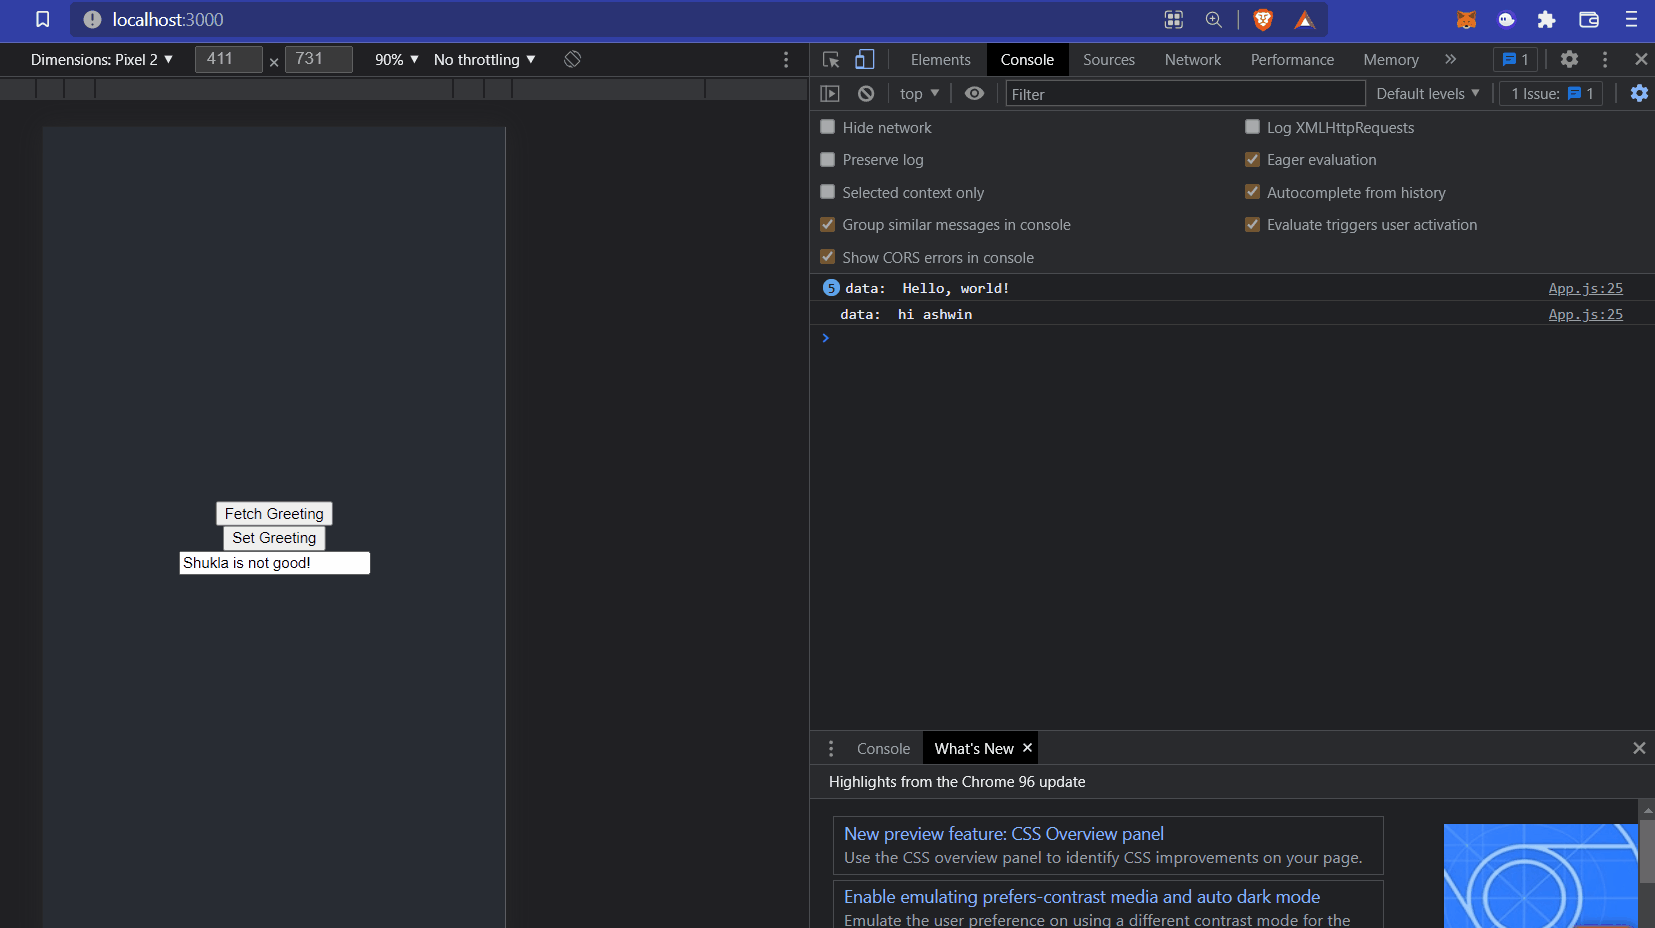 localhost:3000
Dimensions: Pixel 2 411 × 731 90% No throttling
Elements Console Sources Network Performance Memory 1
top Filter Default levels 1 Issue: 1
Hide network Log XMLHttpRequests
Preserve log Eager evaluation
Selected context only Autocomplete from history
Group similar messages in console Evaluate triggers user activation
Show CORS errors in console
5 data: Hello, world! App.js:25
data: hi ashwin App.js:25
Fetch Greeting
Set Greeting
Shukla is not good!
Console What's New
Highlights from the Chrome 96 update
New preview feature: CSS Overview panel
Use the CSS overview panel to identify CSS improvements on your page.
Enable emulating prefers-contrast media and auto dark mode
Emulate the user preference on using a different contrast mode for the